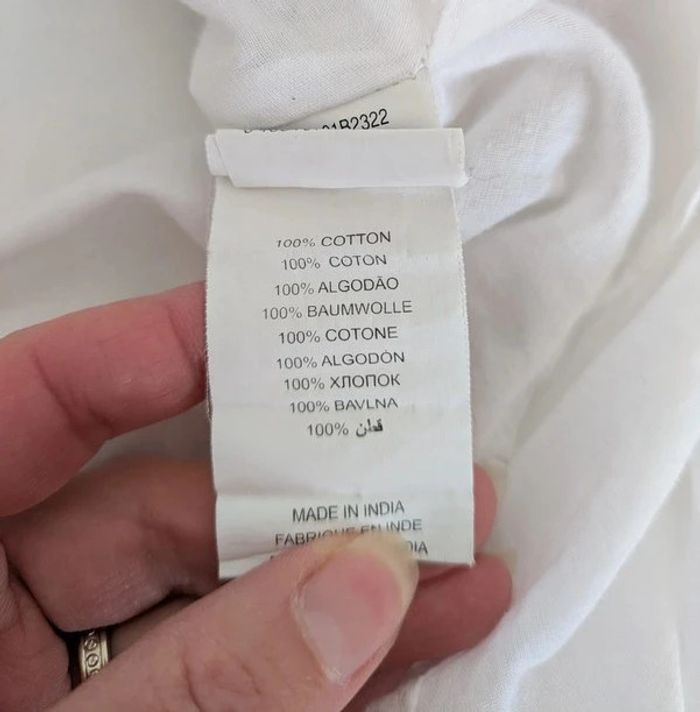 1B2322
100% COTTON
100% COTON
100% ALGODÃO
100% BAUMWOLLE
100% COTONE
100% ALGODÓN
100% ХЛОПОК
100% BAVLNA
100% قطن
MADE IN INDIA
FABRIQUE EN INDE